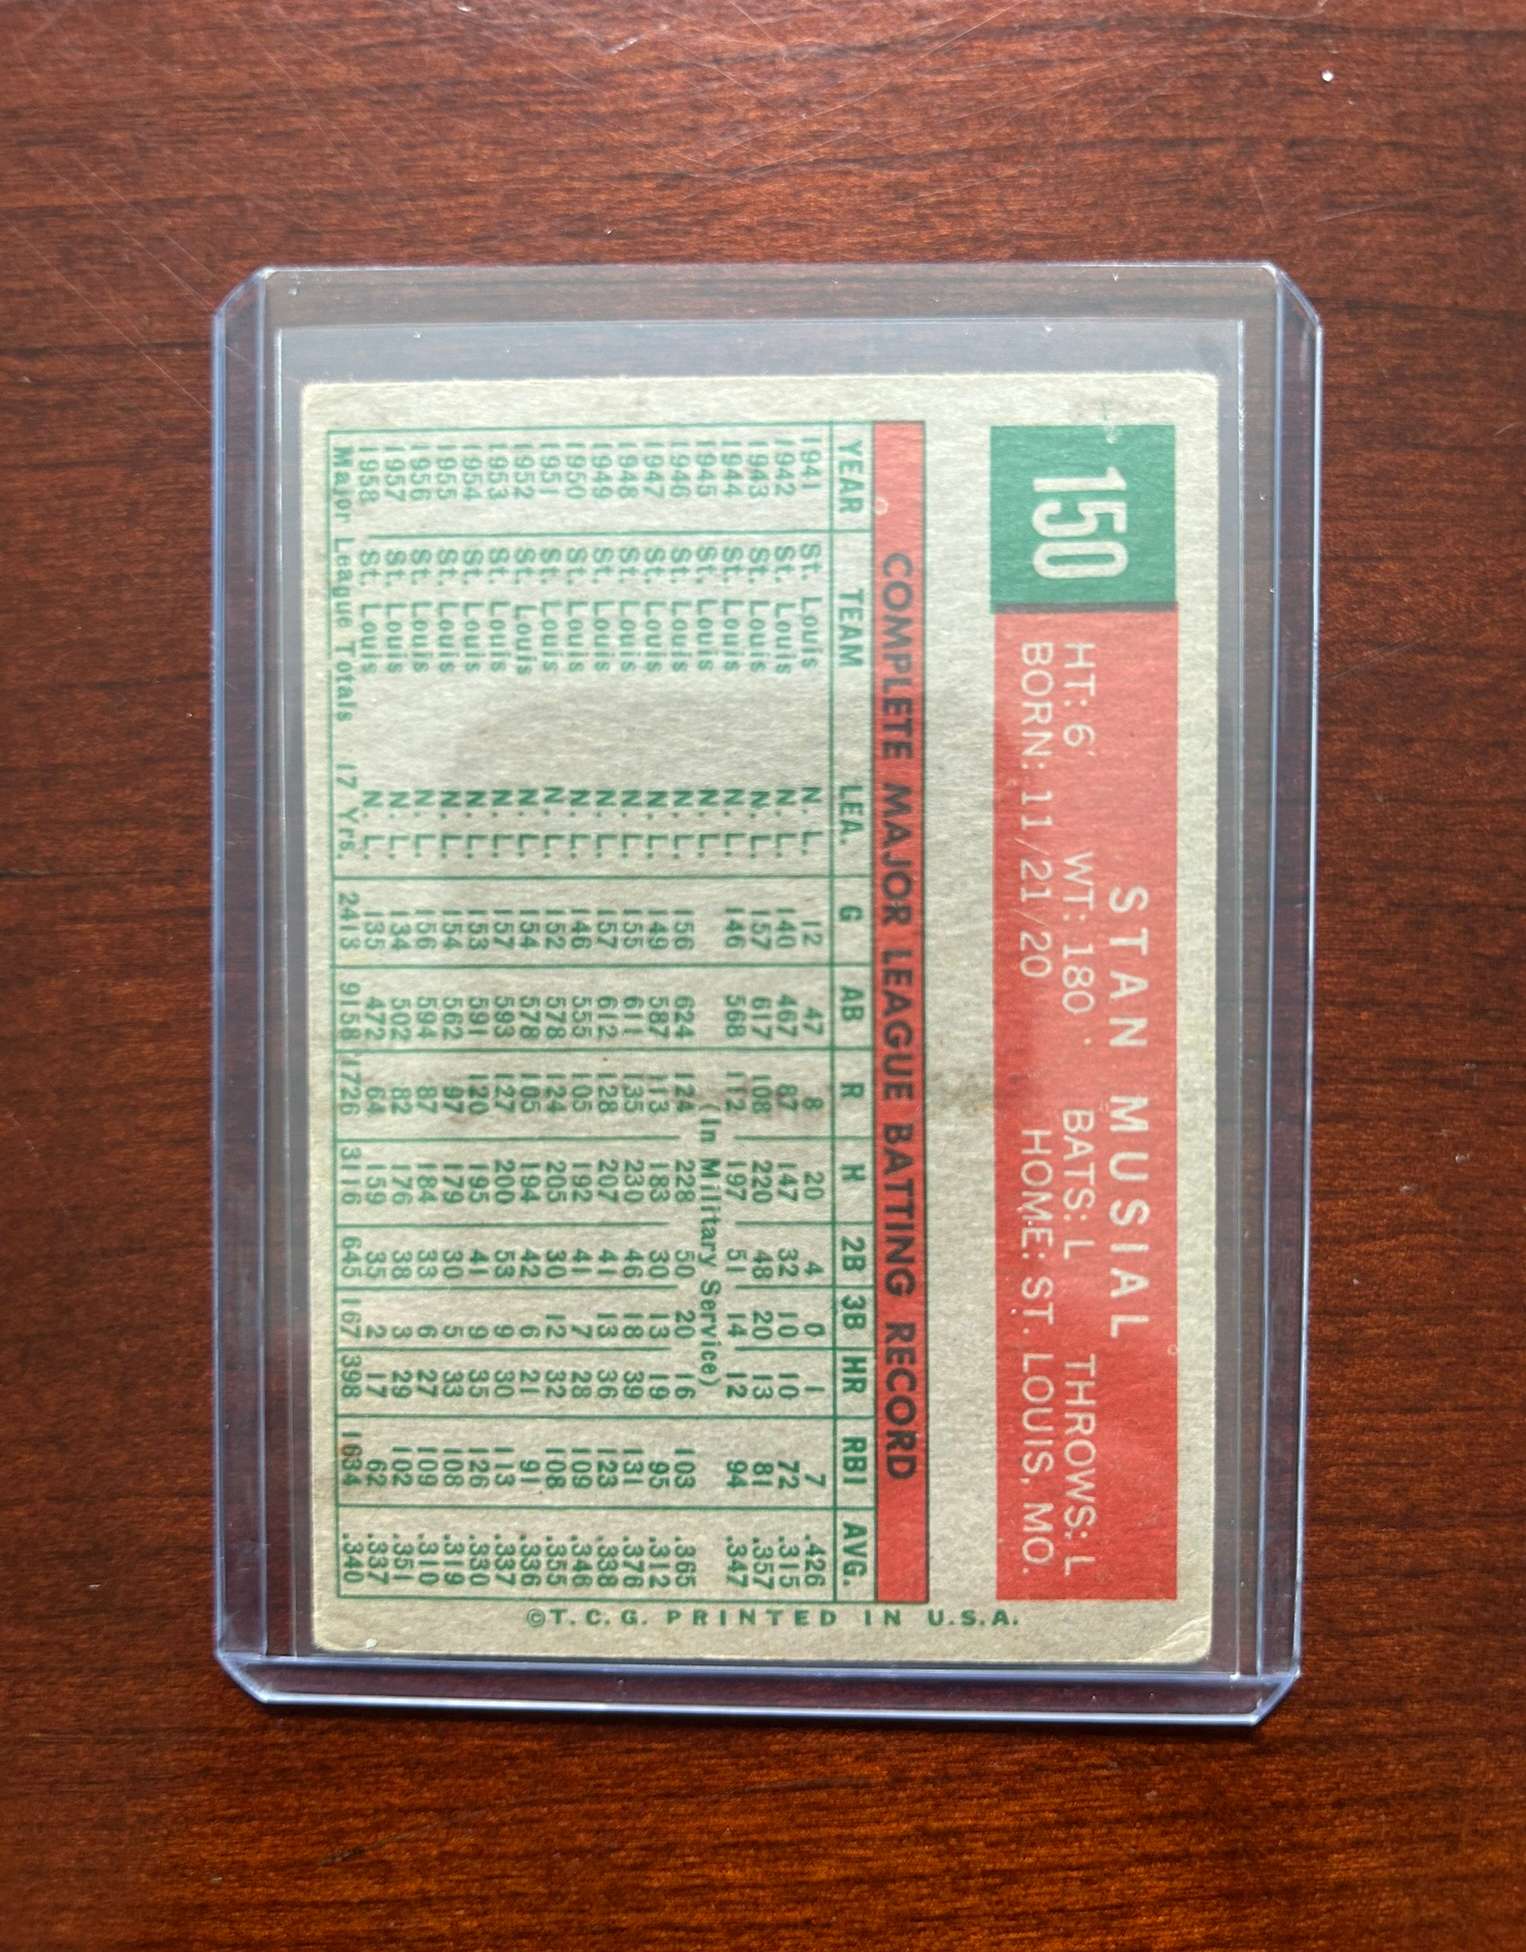 150
STAN MUSIAL
HT: 6' WT: 180 BATS: L THROWS: L
BORN: 11/21/20 HOME: ST. LOUIS, MO.
COMPLETE MAJOR LEAGUE BATTING RECORD
YEAR TEAM LEA. G AB R H 2B 3B HR RBI AVG.
1941 St. Louis N. L. 12 47 8 20 4 0 1 7 .426
1942 St. Louis N. L. 140 467 87 147 32 10 10 72 .315
1943 St. Louis N. L. 157 617 108 220 48 20 13 81 .357
1944 St. Louis N. L. 146 568 112 197 51 14 12 94 .347
1945 St. Louis N. L. (In Military Service)
1946 St. Louis N. L. 156 624 124 228 50 20 16 103 .365
1947 St. Louis N. L. 149 587 113 183 30 13 19 95 .312
1948 St. Louis N. L. 155 611 135 230 46 18 39 131 .376
1949 St. Louis N. L. 157 612 128 207 41 13 36 123 .338
1950 St. Louis N. L. 146 555 105 192 41 7 28 109 .346
1951 St. Louis N. L. 152 578 124 205 30 12 32 108 .355
1952 St. Louis N. L. 154 578 105 194 42 6 21 91 .336
1953 St. Louis N. L. 157 593 127 200 53 9 30 113 .337
1954 St. Louis N. L. 153 591 120 195 41 9 35 126 .330
1955 St. Louis N. L. 154 562 97 179 30 5 33 108 .319
1956 St. Louis N. L. 156 594 87 184 33 6 27 109 .310
1957 St. Louis N. L. 134 502 82 176 38 3 29 102 .351
1958 St. Louis N. L. 135 472 64 159 35 2 17 62 .337
Major League Totals 17 Yrs. 2413 9158 1726 3116 645 167 398 1634 .340
©T.C.G. PRINTED IN U.S.A.